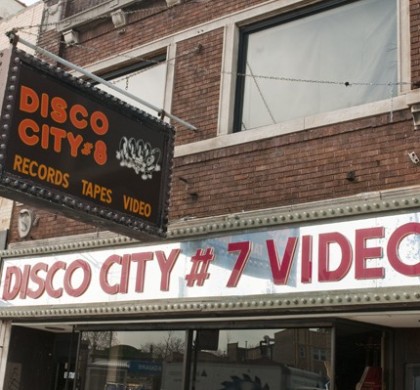 DISCO
CITY#8
RECORDS TAPES VIDEO
DISCO CITY # 7 VIDEO